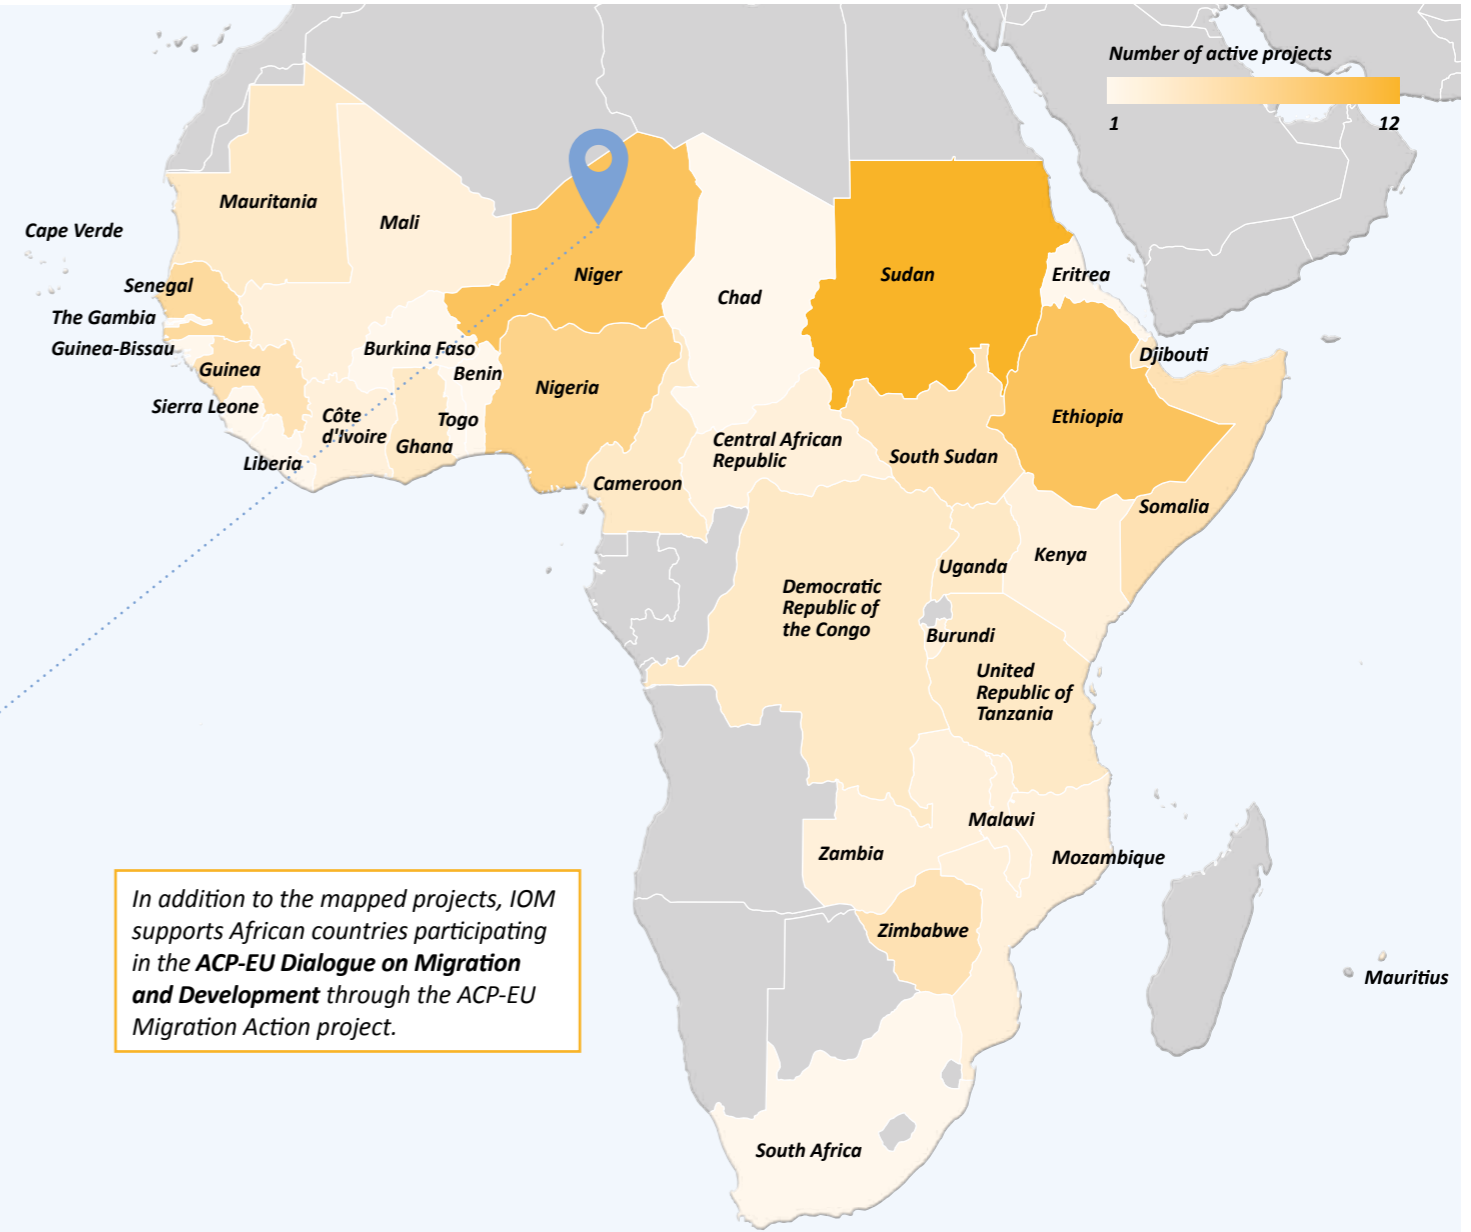 Number of active projects
1 12
Mauritania
Mali
Cape Verde
Niger
Sudan
Eritrea
Senegal
Chad
The Gambia
Guinea-Bissau
Burkina Faso
Djibouti
Guinea
Benin
Nigeria
Sierra Leone
Côte
d'Ivoire
Togo
Ghana
Ethiopia
Liberia
Central African
Republic
South Sudan
Cameroon
Somalia
Kenya
Uganda
Democratic
Republic of
the Congo
Burundi
United
Republic of
Tanzania
Malawi
Zambia
Mozambique
In addition to the mapped projects, IOM
supports African countries participating
in the ACP-EU Dialogue on Migration
and Development through the ACP-EU
Migration Action project.
Zimbabwe
Mauritius
South Africa